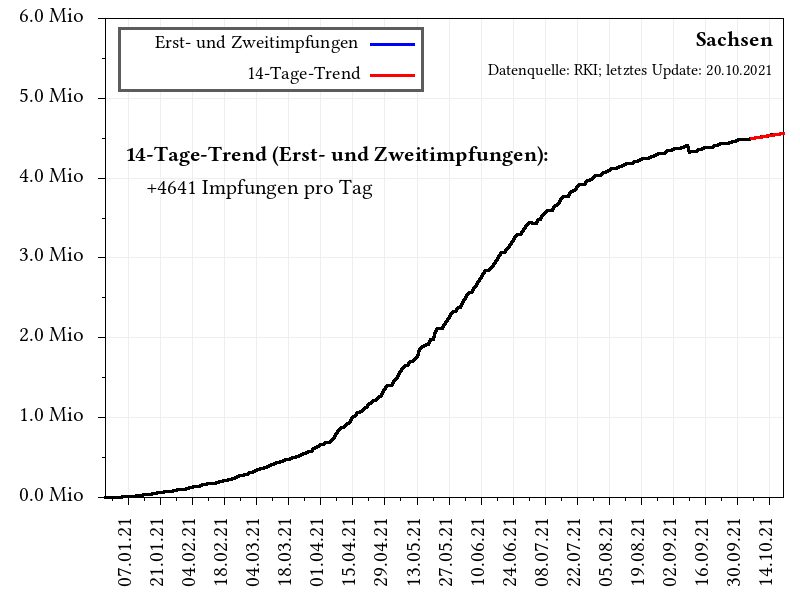 6.0 Mio
5.0 Mio
4.0 Mio
3.0 Mio
2.0 Mio
1.0 Mio
0.0 Mio
Erst- und Zweitimpfungen
14-Tage-Trend
Sachsen
Datenquelle: RKI; letztes Update: 20.10.2021
14-Tage-Trend (Erst- und Zweitimpfungen):
+4641 Impfungen pro Tag
07.01.21
21.01.21
04.02.21
18.02.21
04.03.21
18.03.21
01.04.21
15.04.21
29.04.21
13.05.21
27.05.21
10.06.21
24.06.21
08.07.21
22.07.21
05.08.21
19.08.21
02.09.21
16.09.21
30.09.21
14.10.21